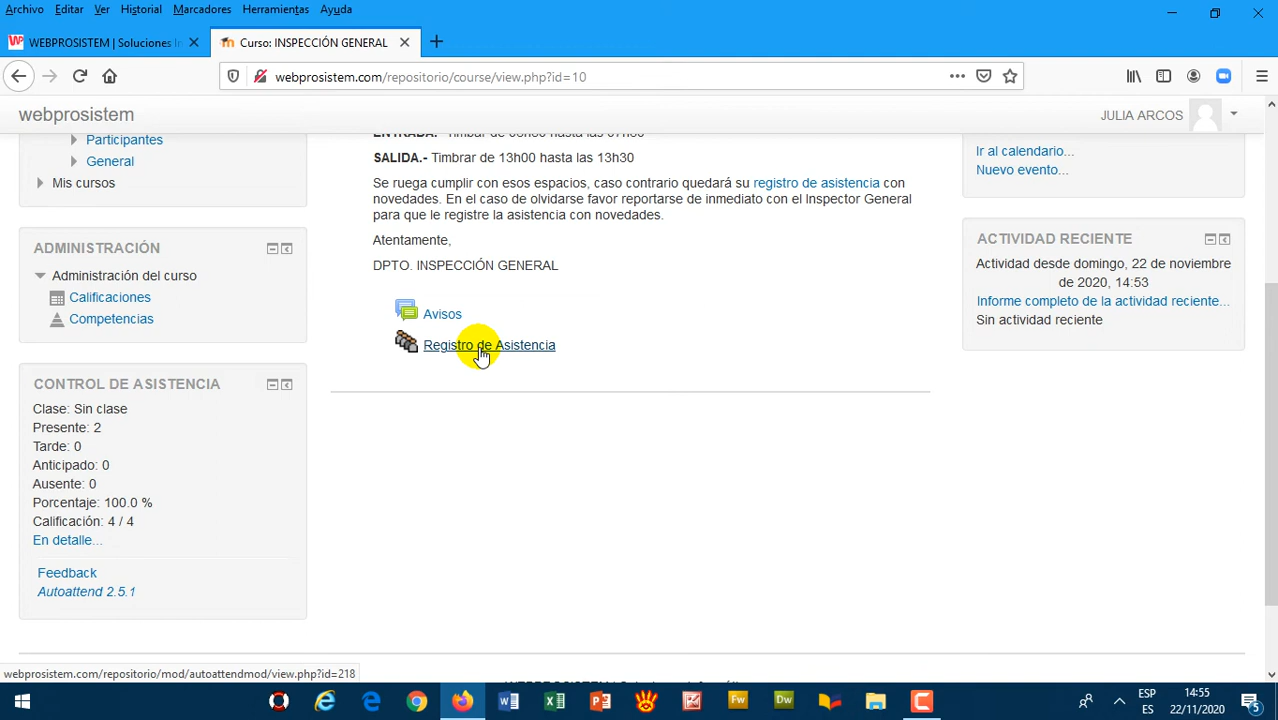 Archivo Editar Ver Historial Marcadores Herramientas Ayuda
WEBPROSISTEM | Soluciones In
Curso: INSPECCIÓN GENERAL
webprosistem.com/repositorio/course/view.php?id=10
webprosistem
JULIA ARCOS
Participantes
General
Mis cursos
ADMINISTRACIÓN
Administración del curso
Calificaciones
Competencias
CONTROL DE ASISTENCIA
Clase: Sin clase
Presente: 2
Tarde: 0
Anticipado: 0
Ausente: 0
Porcentaje: 100.0 %
Calificación: 4 / 4
En detalle...
Feedback
Autoattend 2.5.1
SALIDA.- Timbrar de 13h00 hasta las 13h30
Se ruega cumplir con esos espacios, caso contrario quedará su registro de asistencia con
novedades. En el caso de olvidarse favor reportarse de inmediato con el Inspector General
para que le registre la asistencia con novedades.
Atentamente,
DPTO. INSPECCIÓN GENERAL
Avisos
Registro de Asistencia
Ir al calendario...
Nuevo evento...
ACTIVIDAD RECIENTE
Actividad desde domingo, 22 de noviembre
de 2020, 14:53
Informe completo de la actividad reciente...
Sin actividad reciente
webprosistem.com/repositorio/mod/autoattendmod/view.php?id=218
ESP
ES
14:55
22/11/2020
5